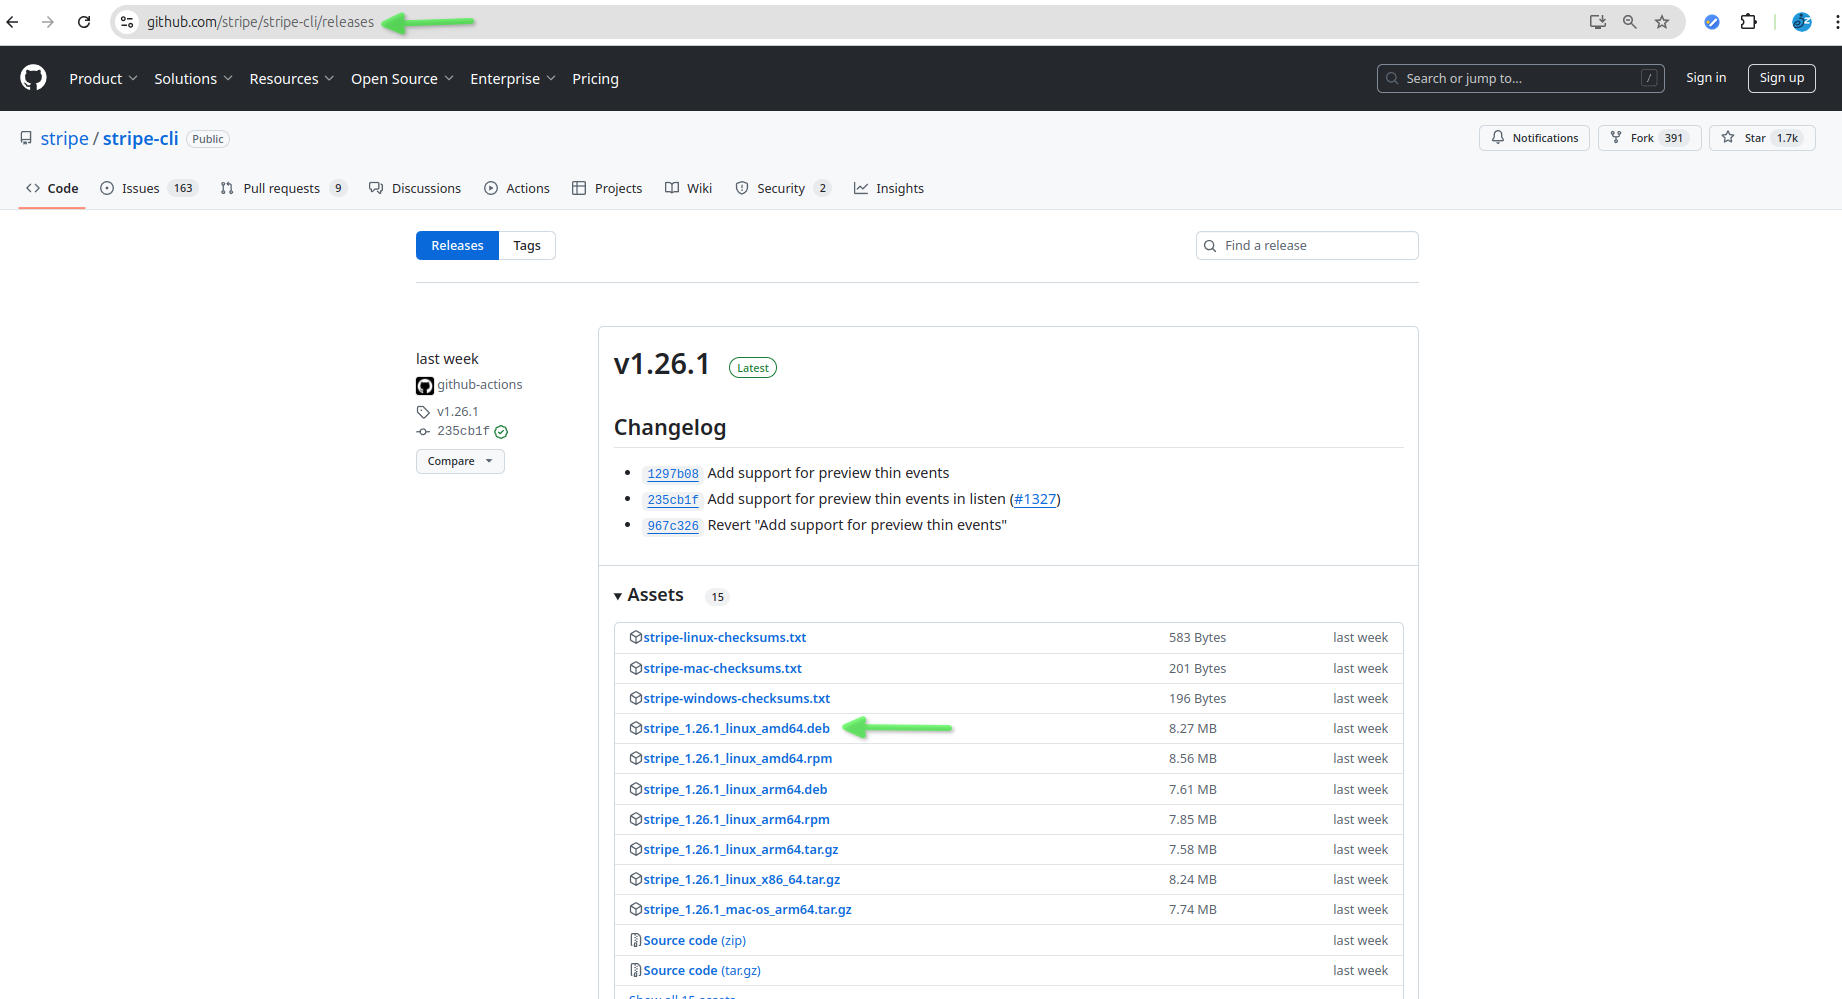 github.com/stripe/stripe-cli/releases
Product Solutions Resources Open Source Enterprise Pricing Search or jump to... / Sign in Sign up
stripe / stripe-cli Public Notifications Fork 391 Star 1.7k
Code Issues 163 Pull requests 9 Discussions Actions Projects Wiki Security 2 Insights
Releases Tags Find a release
last week
github-actions
v1.26.1
235cb1f
Compare
v1.26.1 Latest
Changelog
1297b08 Add support for preview thin events
235cb1f Add support for preview thin events in listen (#1327)
967c326 Revert "Add support for preview thin events"
Assets 15
stripe-linux-checksums.txt 583 Bytes last week
stripe-mac-checksums.txt 201 Bytes last week
stripe-windows-checksums.txt 196 Bytes last week
stripe_1.26.1_linux_amd64.deb 8.27 MB last week
stripe_1.26.1_linux_amd64.rpm 8.56 MB last week
stripe_1.26.1_linux_arm64.deb 7.61 MB last week
stripe_1.26.1_linux_arm64.rpm 7.85 MB last week
stripe_1.26.1_linux_arm64.tar.gz 7.58 MB last week
stripe_1.26.1_linux_x86_64.tar.gz 8.24 MB last week
stripe_1.26.1_mac-os_arm64.tar.gz 7.74 MB last week
Source code (zip) last week
Source code (tar.gz) last week
Show all 15 assets